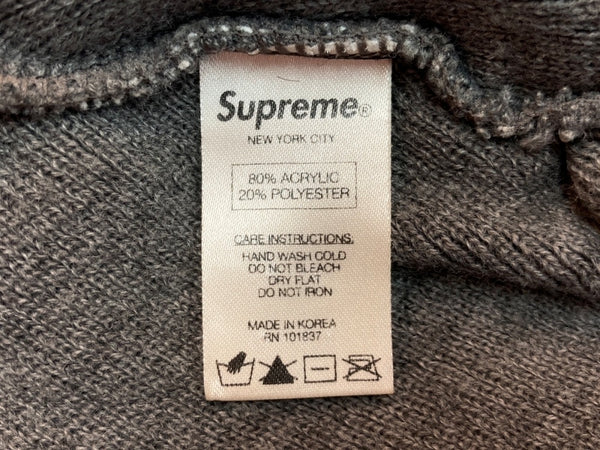 Supreme®
NEW YORK CITY
80% ACRYLIC
20% POLYESTER
CARE INSTRUCTIONS:
HAND WASH COLD
DO NOT BLEACH
DRY FLAT
DO NOT IRON
MADE IN KOREA
RN 101837